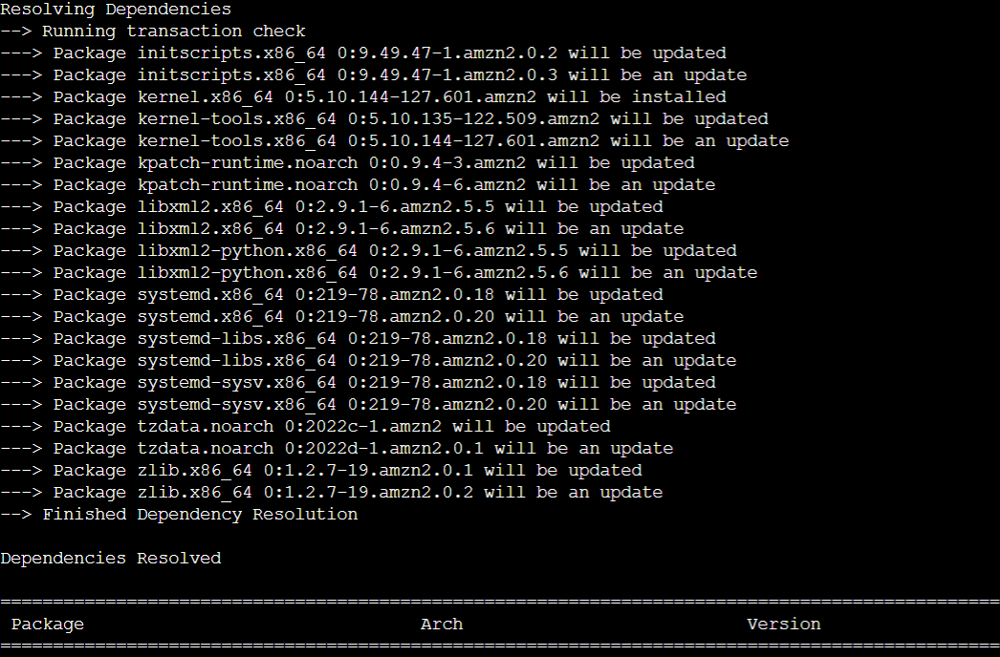 Resolving Dependencies
--> Running transaction check
---> Package initscripts.x86_64 0:9.49.47-1.amzn2.0.2 will be updated
---> Package initscripts.x86_64 0:9.49.47-1.amzn2.0.3 will be an update
---> Package kernel.x86_64 0:5.10.144-127.601.amzn2 will be installed
---> Package kernel-tools.x86_64 0:5.10.135-122.509.amzn2 will be updated
---> Package kernel-tools.x86_64 0:5.10.144-127.601.amzn2 will be an update
---> Package kpatch-runtime.noarch 0:0.9.4-3.amzn2 will be updated
---> Package kpatch-runtime.noarch 0:0.9.4-6.amzn2 will be an update
---> Package libxml2.x86_64 0:2.9.1-6.amzn2.5.5 will be updated
---> Package libxml2.x86_64 0:2.9.1-6.amzn2.5.6 will be an update
---> Package libxml2-python.x86_64 0:2.9.1-6.amzn2.5.5 will be updated
---> Package libxml2-python.x86_64 0:2.9.1-6.amzn2.5.6 will be an update
---> Package systemd.x86_64 0:219-78.amzn2.0.18 will be updated
---> Package systemd.x86_64 0:219-78.amzn2.0.20 will be an update
---> Package systemd-libs.x86_64 0:219-78.amzn2.0.18 will be updated
---> Package systemd-libs.x86_64 0:219-78.amzn2.0.20 will be an update
---> Package systemd-sysv.x86_64 0:219-78.amzn2.0.18 will be updated
---> Package systemd-sysv.x86_64 0:219-78.amzn2.0.20 will be an update
---> Package tzdata.noarch 0:2022c-1.amzn2 will be updated
---> Package tzdata.noarch 0:2022d-1.amzn2.0.1 will be an update
---> Package zlib.x86_64 0:1.2.7-19.amzn2.0.1 will be updated
---> Package zlib.x86_64 0:1.2.7-19.amzn2.0.2 will be an update
--> Finished Dependency Resolution
Dependencies Resolved
===============================================================================================
Package Arch Version
===============================================================================================